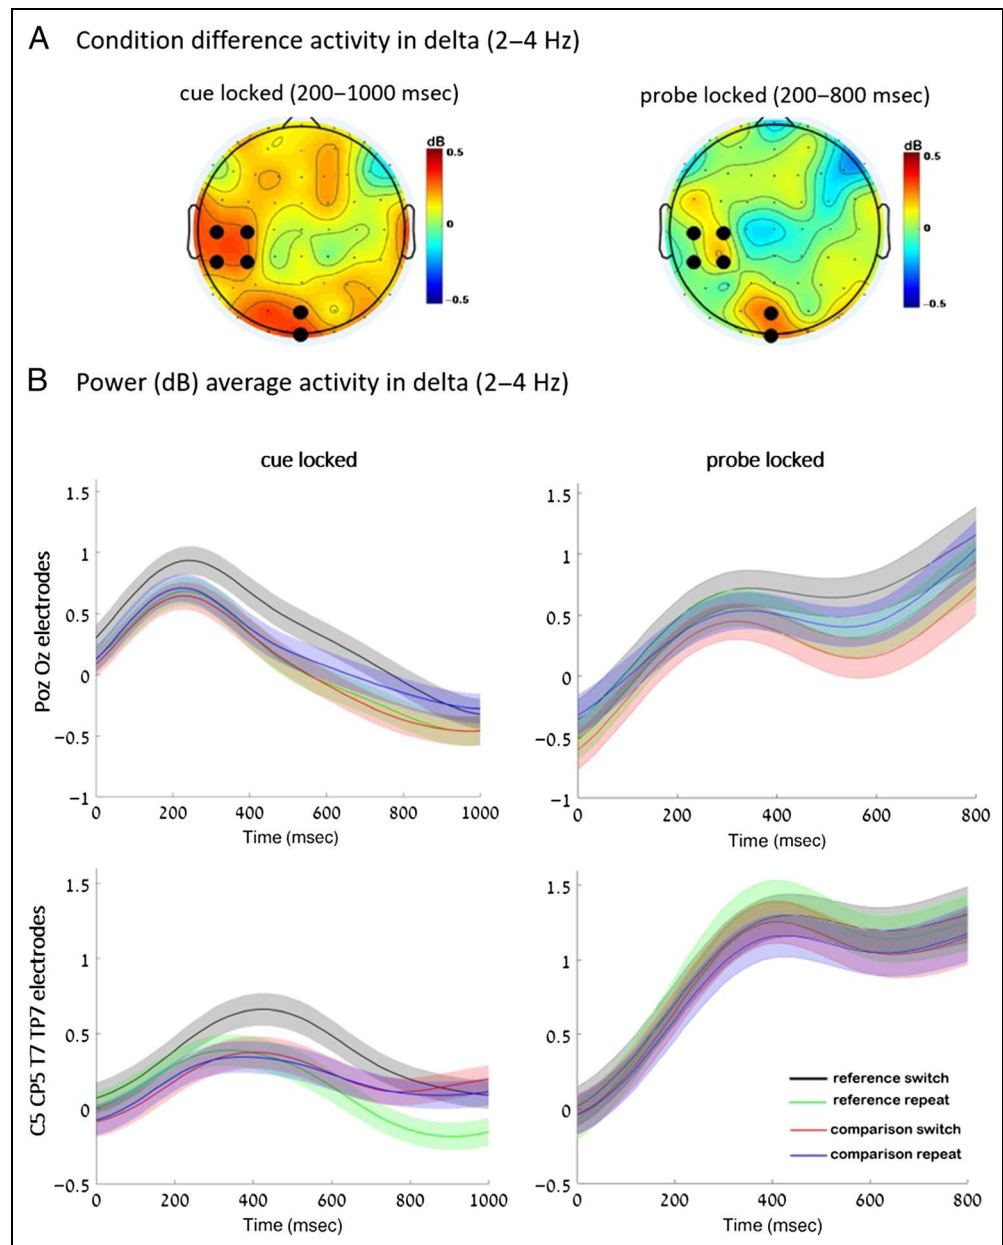 A Condition difference activity in delta (2–4 Hz)
cue locked (200–1000 msec)
probe locked (200–800 msec)
dB
0.5
0
−0.5
dB
0.5
0
−0.5
B Power (dB) average activity in delta (2–4 Hz)
cue locked
probe locked
Poz Oz electrodes
1.5
1
0.5
0
−0.5
−1
0 200 400 600 800 1000
Time (msec)
1.5
1
0.5
0
−0.5
−1
0 200 400 600 800
Time (msec)
C5 CP5 T7 TP7 electrodes
1.5
1
0.5
0
−0.5
0 200 400 600 800 1000
Time (msec)
1.5
1
0.5
0
−0.5
0 200 400 600 800
Time (msec)
reference switch
reference repeat
comparison switch
comparison repeat